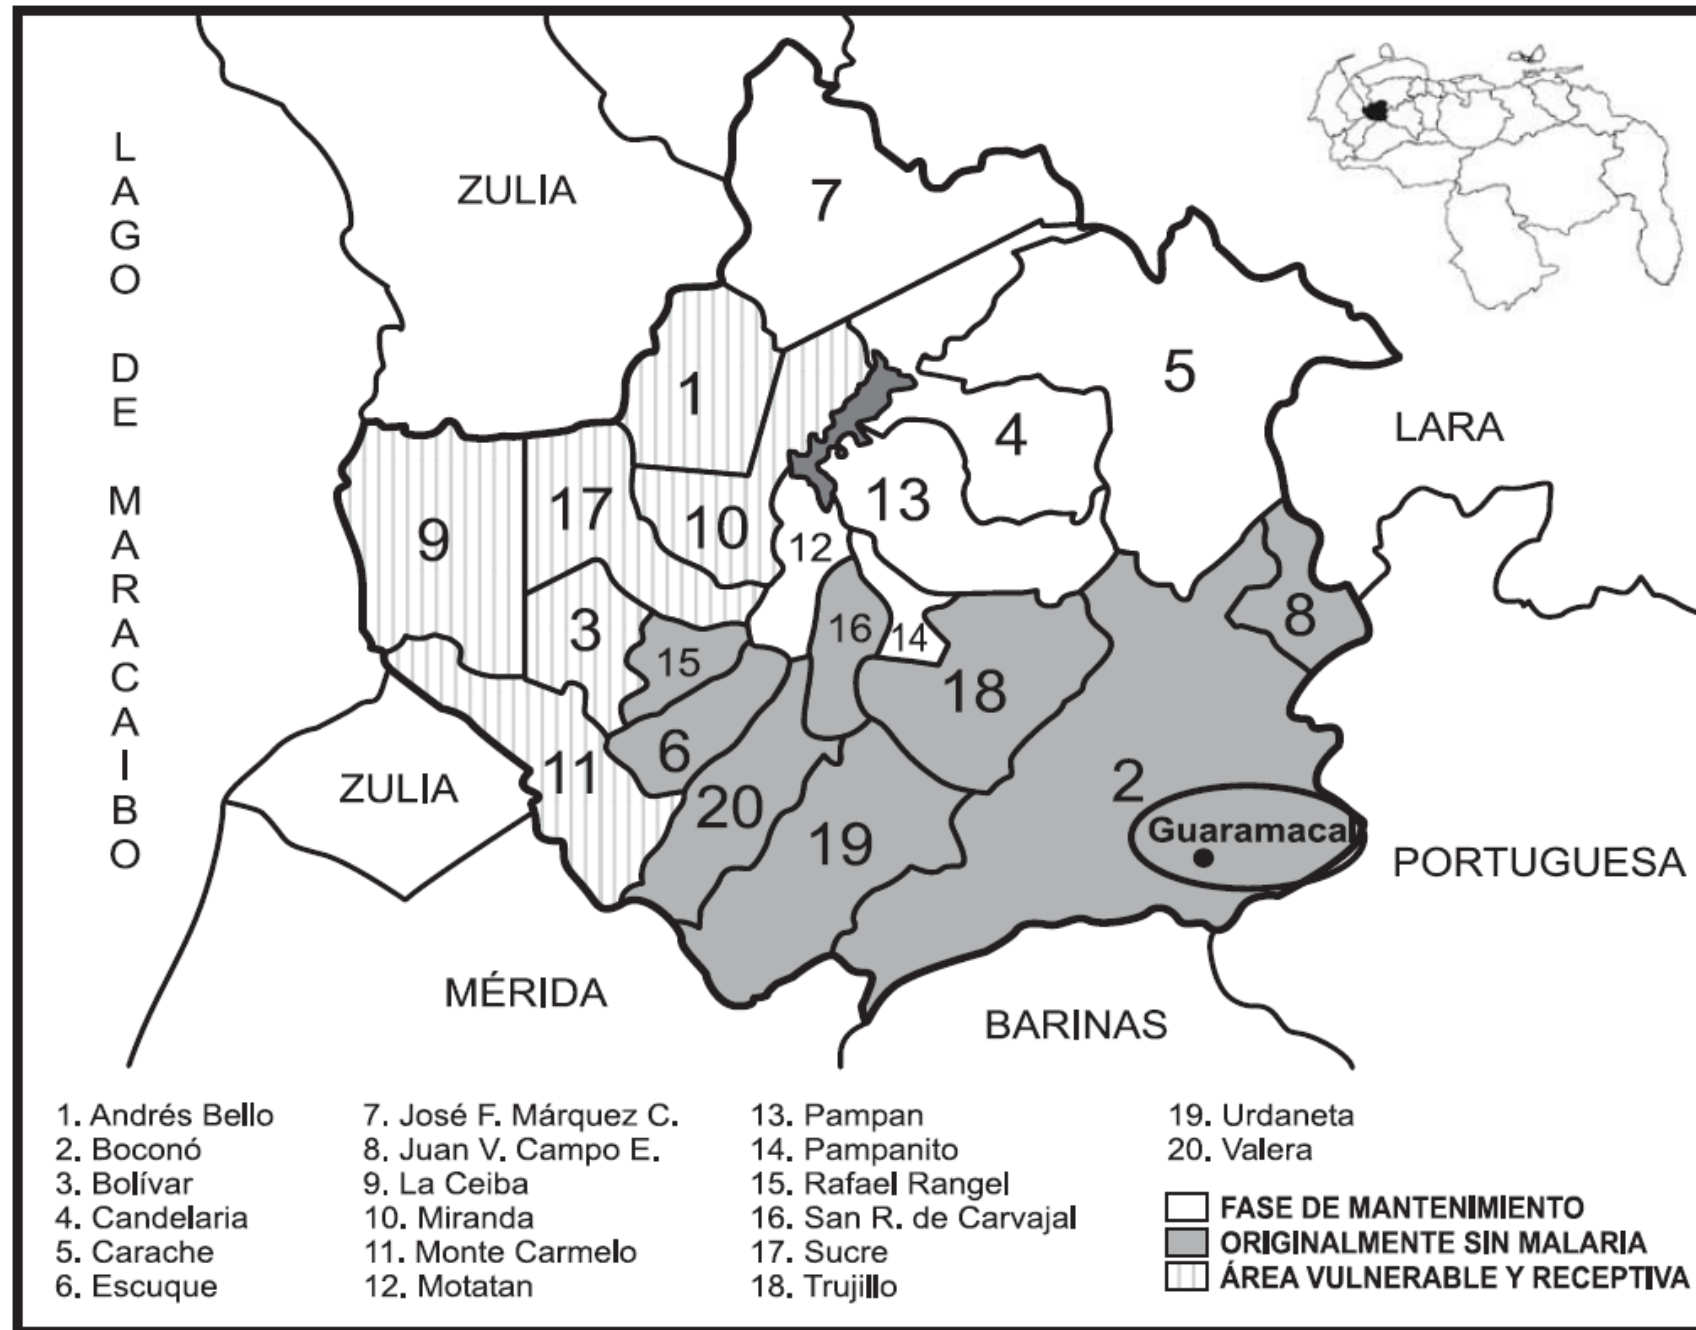 LAGO DE MARACAIBO
ZULIA
7
1
5
LARA
4
13
17
10
9
12
3
16
14
8
15
18
6
2
11
ZULIA
20
19
Guaramacal
PORTUGUESA
MÉRIDA
BARINAS
1. Andrés Bello
2. Boconó
3. Bolívar
4. Candelaria
5. Carache
6. Escuque
7. José F. Márquez C.
8. Juan V. Campo E.
9. La Ceiba
10. Miranda
11. Monte Carmelo
12. Motatan
13. Pampan
14. Pampanito
15. Rafael Rangel
16. San R. de Carvajal
17. Sucre
18. Trujillo
19. Urdaneta
20. Valera
FASE DE MANTENIMIENTO
ORIGINALMENTE SIN MALARIA
ÁREA VULNERABLE Y RECEPTIVA